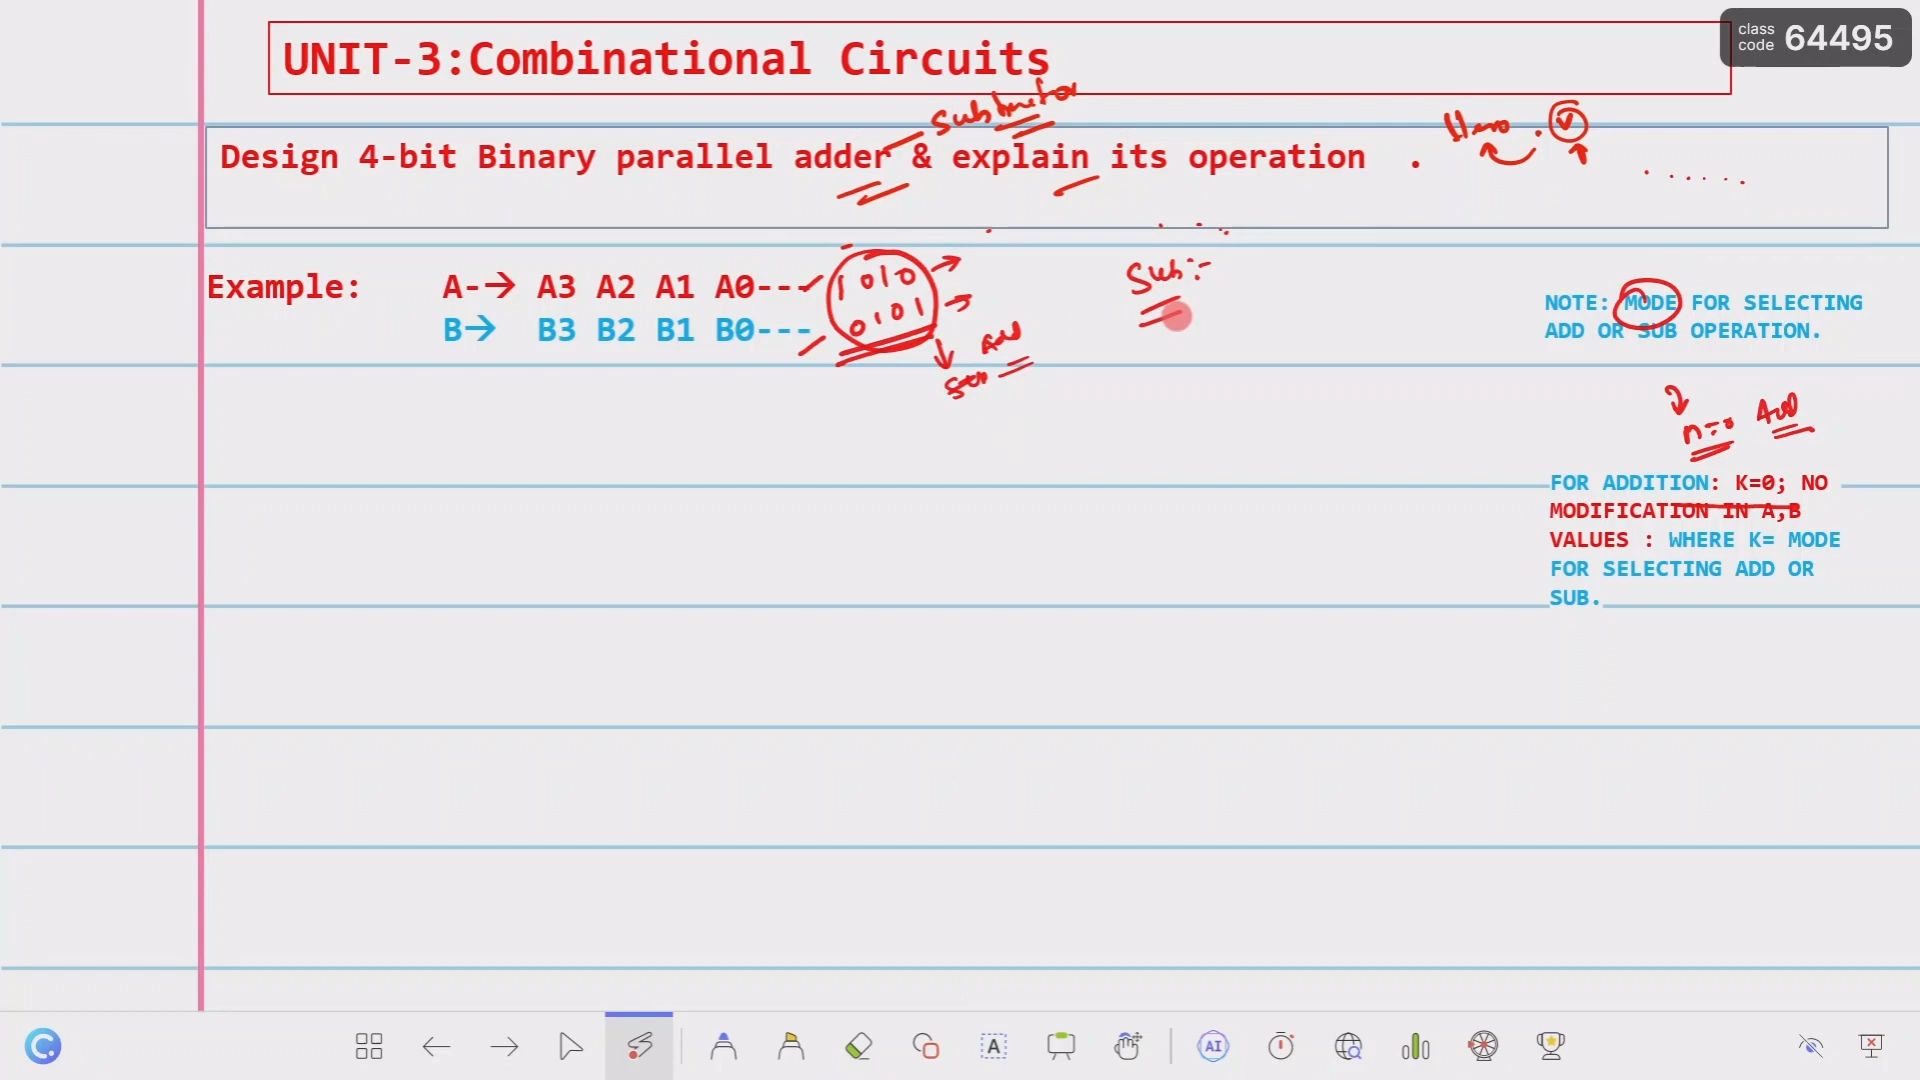 UNIT-3:Combinational Circuits
class code 64495
Subtractor
Design 4-bit Binary parallel adder & explain its operation .
Example: A-→ A3 A2 A1 A0--- 1010
B→ B3 B2 B1 B0--- 0101
Add
Sub:-
NOTE: MODE FOR SELECTING
ADD OR SUB OPERATION.
m=0 Add
FOR ADDITION: K=0; NO
MODIFICATION IN A,B
VALUES : WHERE K= MODE
FOR SELECTING ADD OR
SUB.
A
AI